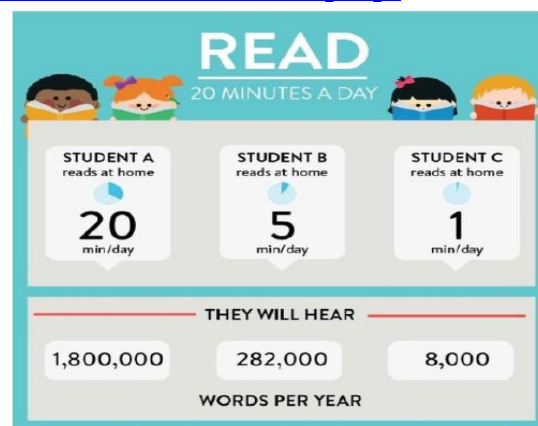 READ
20 MINUTES A DAY
STUDENT A
reads at home
20
min/day
STUDENT B
reads at home
5
min/day
STUDENT C
reads at home
1
min/day
THEY WILL HEAR
1,800,000 282,000 8,000
WORDS PER YEAR